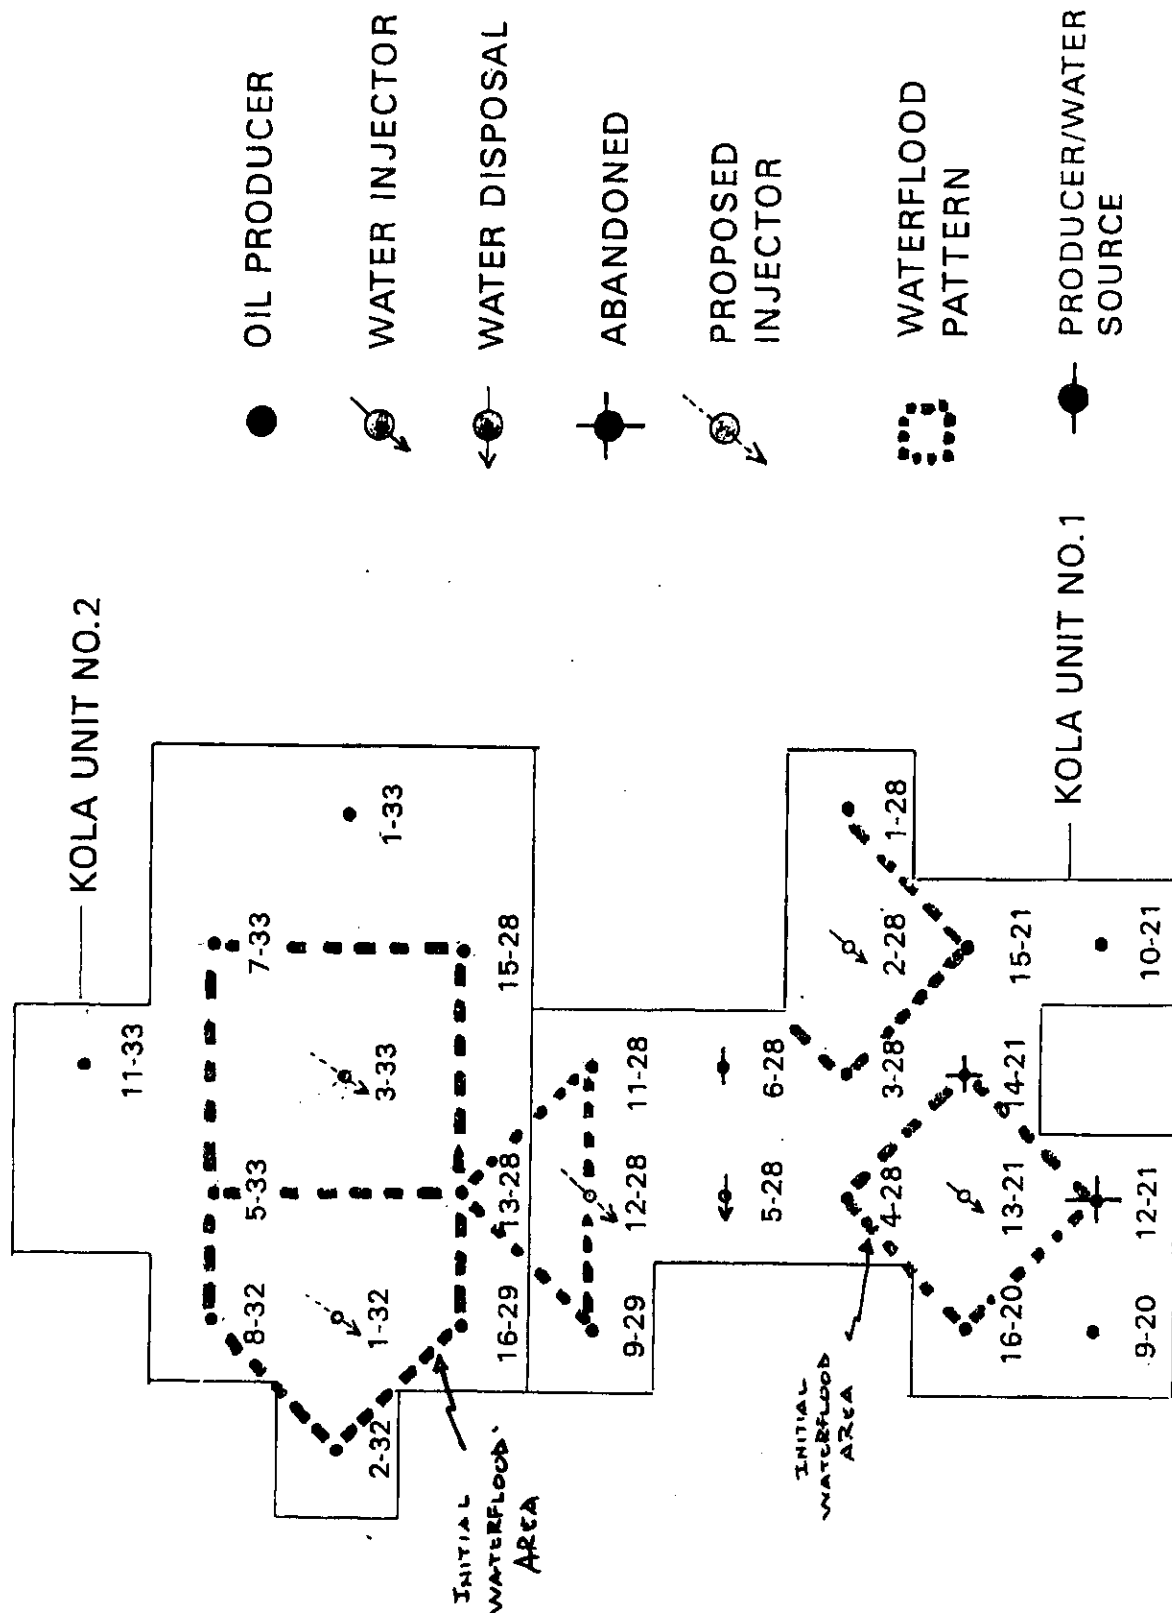 KOLA UNIT NO.2
11-33
8-32
5-33
7-33
2-32
1-32
3-33
1-33
16-29
13-28
15-28
INITIAL
WATERFLOOD
AREA
9-29
12-28
11-28
5-28
6-28
4-28
3-28
2-28
1-28
INITIAL
WATERFLOOD
AREA
16-20
13-21
14-21
15-21
9-20
12-21
10-21
KOLA UNIT NO.1
OIL PRODUCER
WATER INJECTOR
WATER DISPOSAL
ABANDONED
PROPOSED
INJECTOR
WATERFLOOD
PATTERN
PRODUCER/WATER
SOURCE